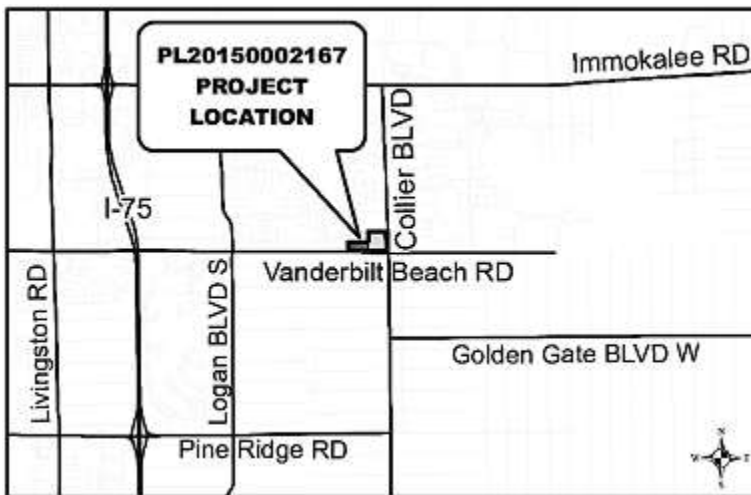 PL20150002167
PROJECT
LOCATION
Immokalee RD
Collier BLVD
I-75
Vanderbilt Beach RD
Livingston RD
Logan BLVD S
Golden Gate BLVD W
Pine Ridge RD
N
W
E
S